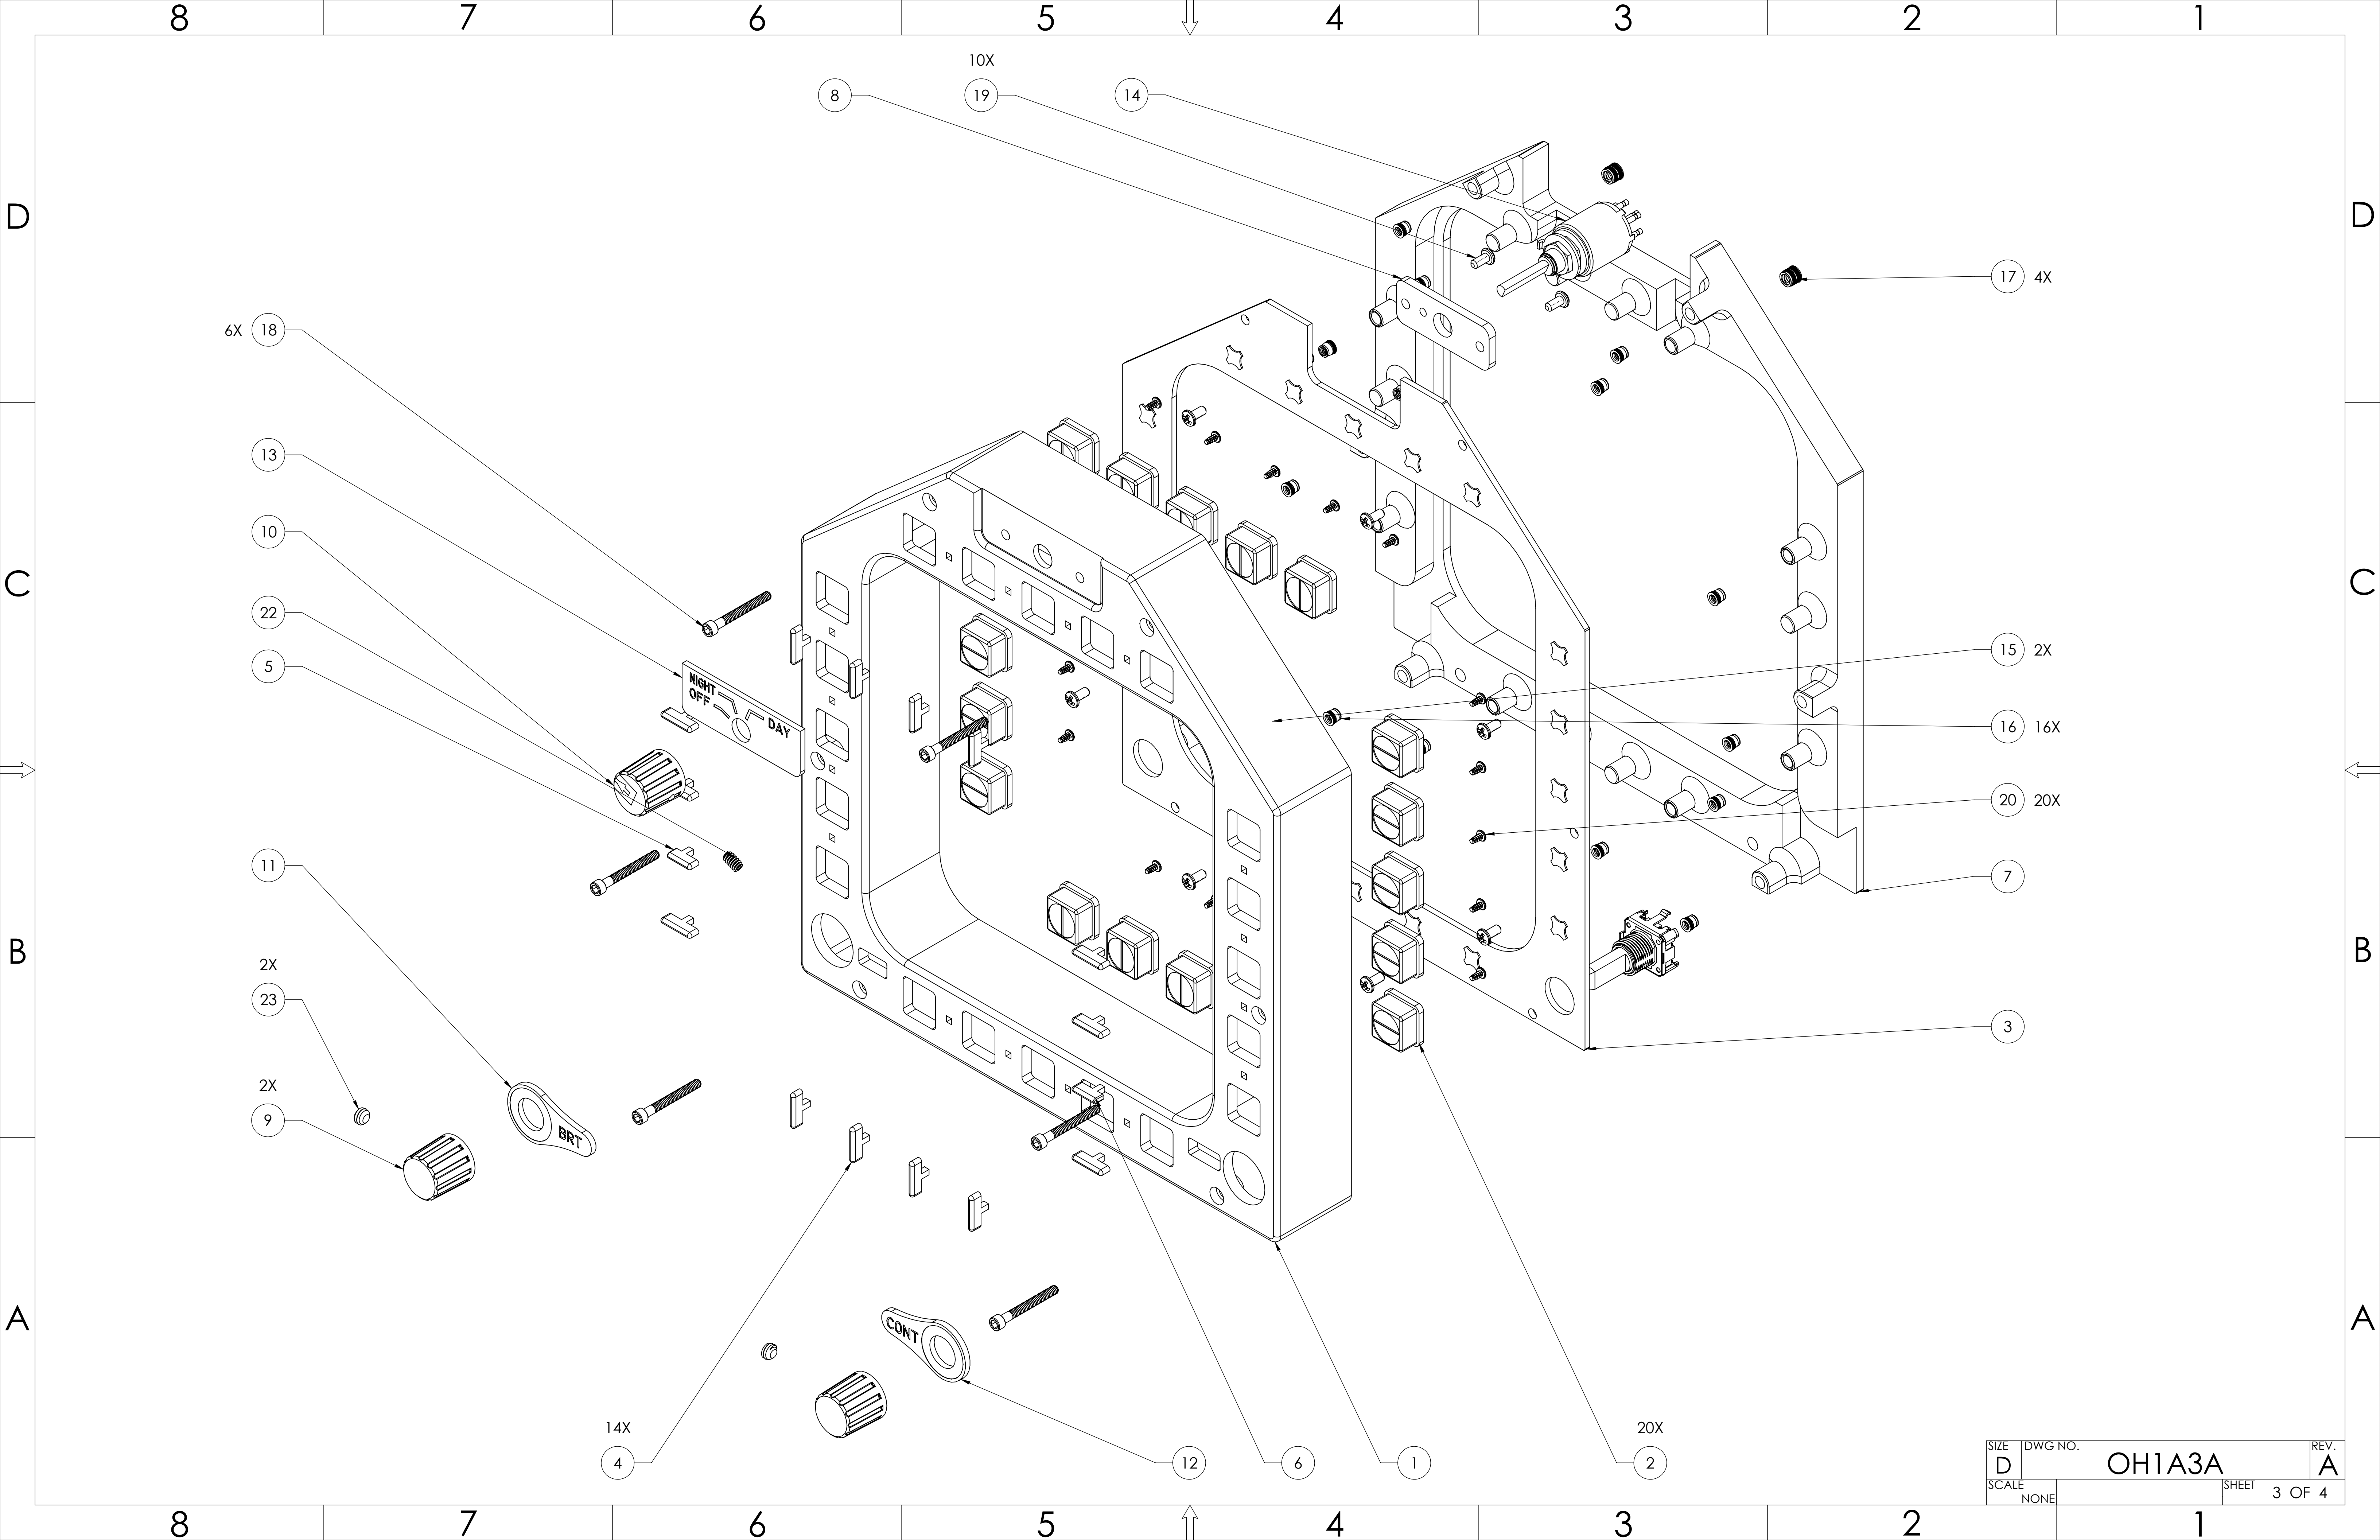 8 7 6 5 4 3 2 1
10X
8 19 14
D D
17 4X
6X 18
13
10
C C
22
5
NIGHT
OFF
DAY
15 2X
16 16X
20 20X
11
7
B B
2X
23
3
2X
9
BRT
A A
CONT
14X 20X
4 12 6 1 2
SIZE DWG NO. REV.
D OH1A3A A
SCALE SHEET
NONE 3 OF 4
8 7 6 5 4 3 2 1